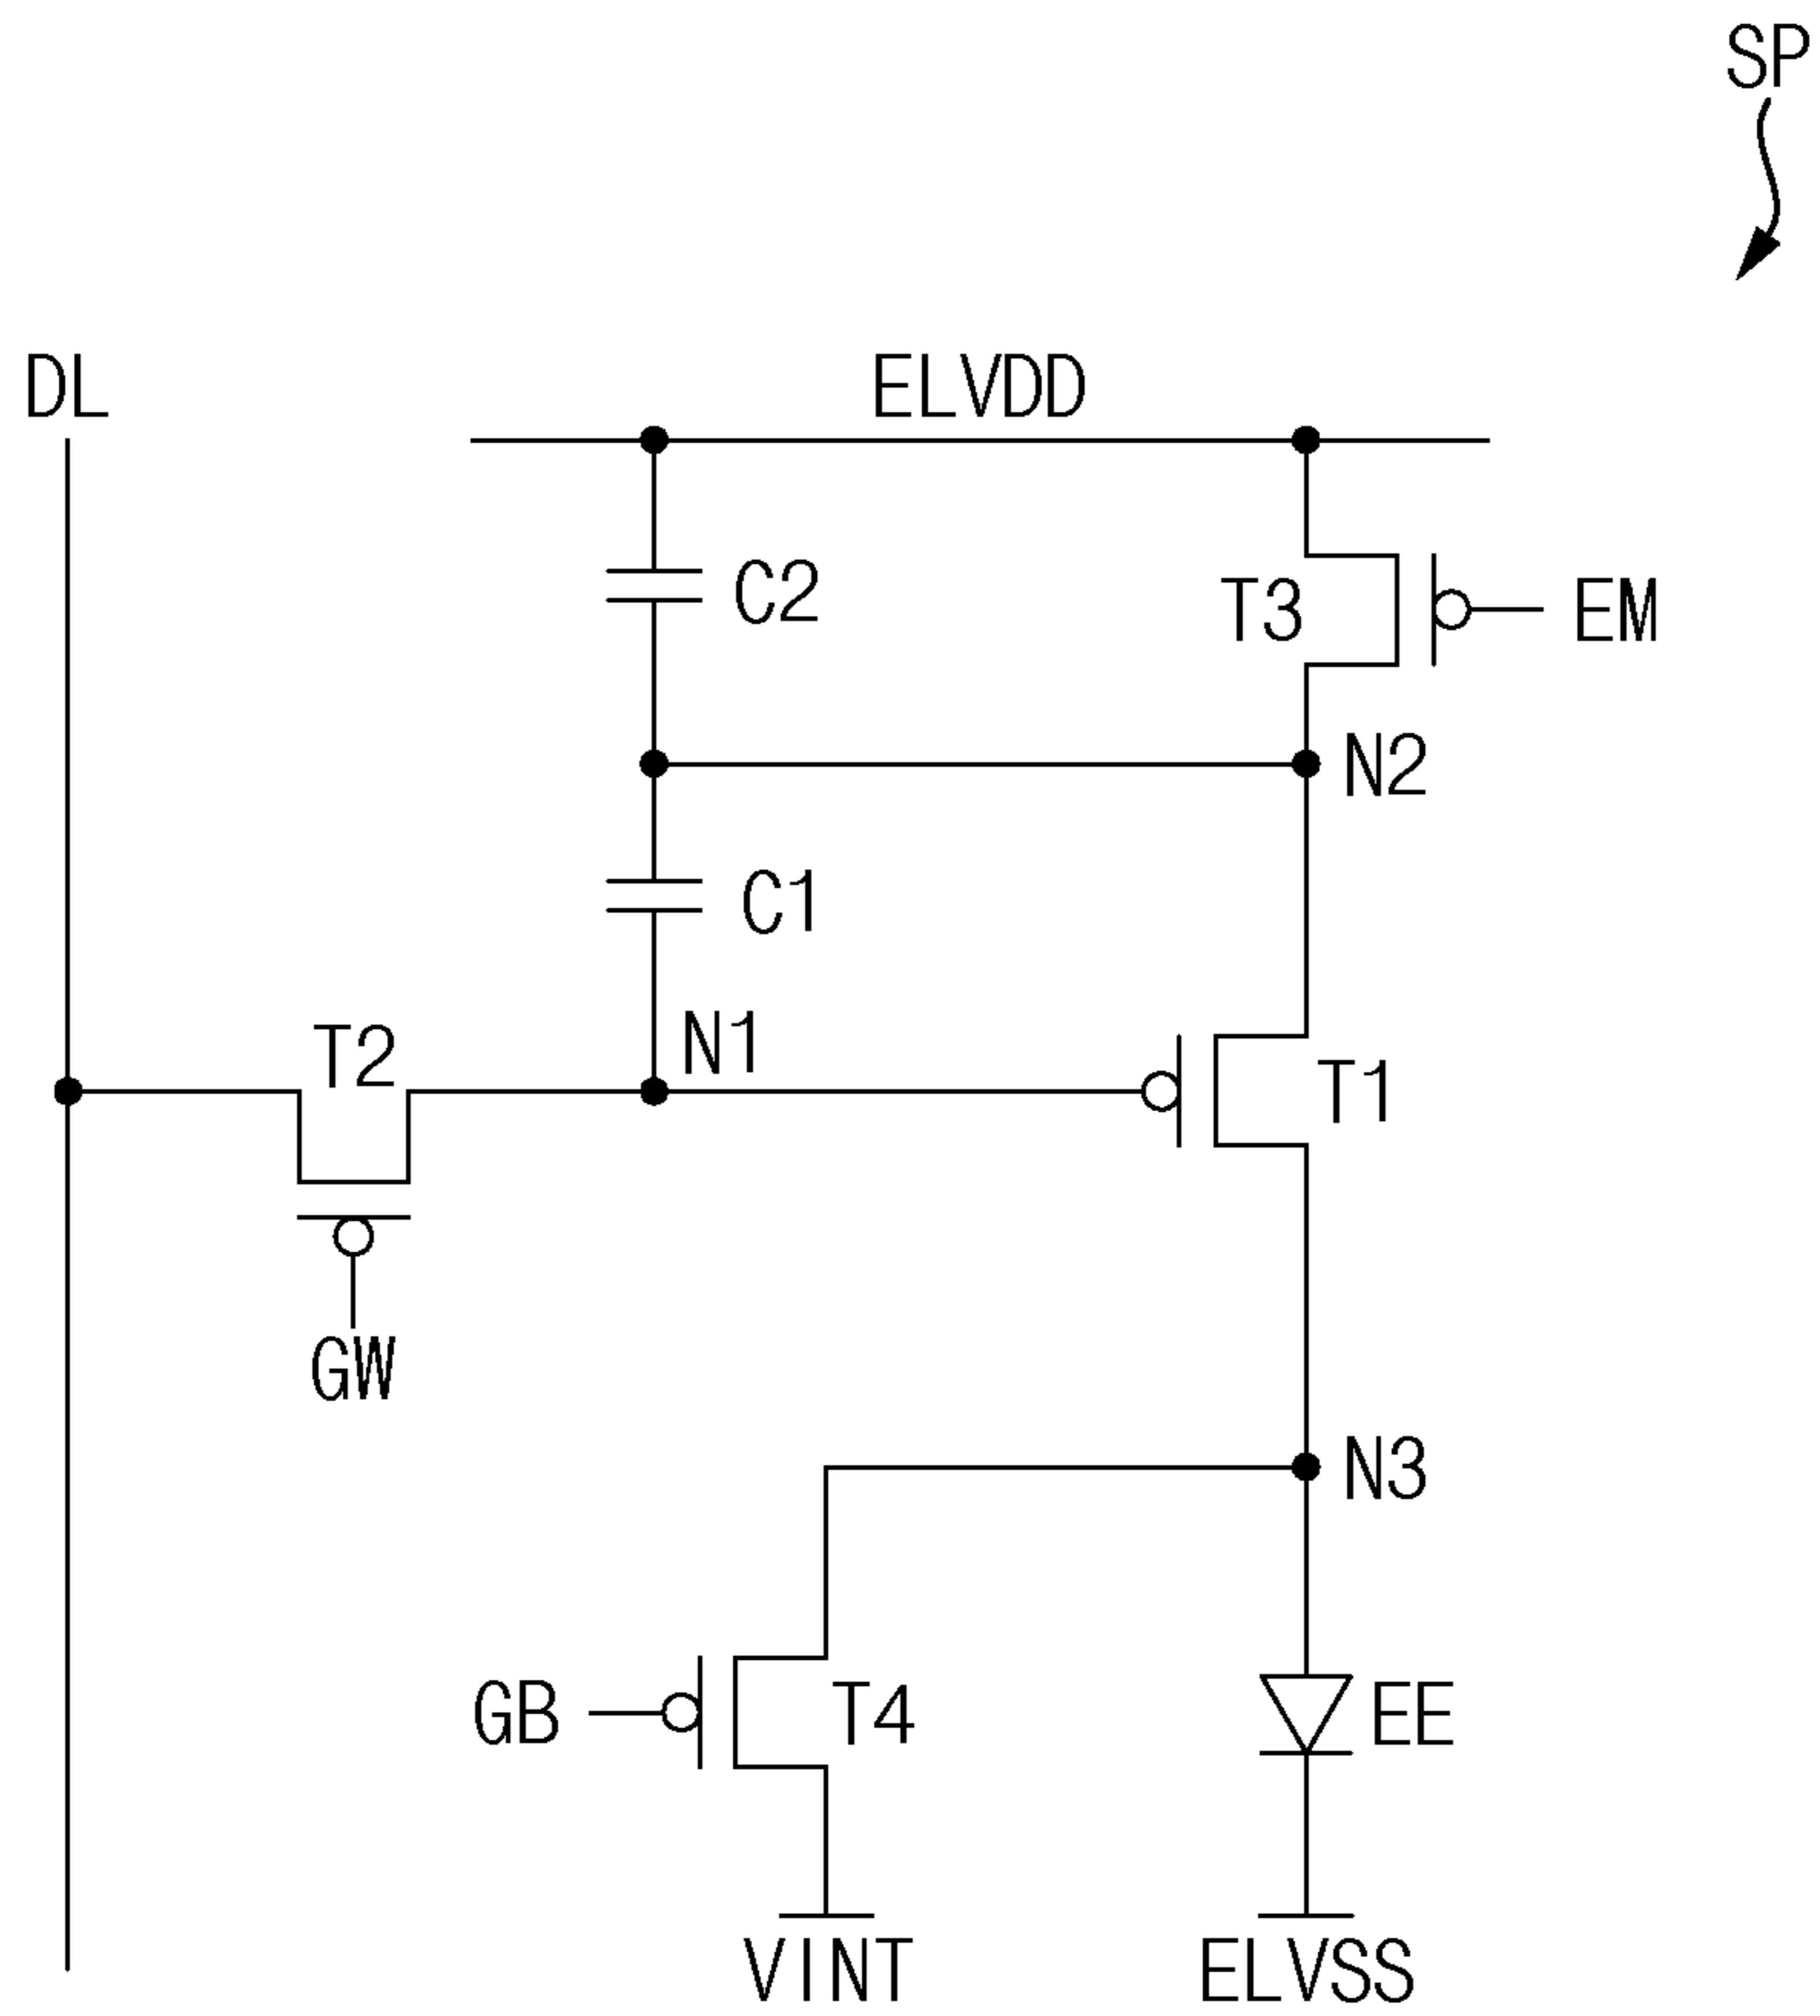 SP
DL
ELVDD
C2
T3
EM
N2
C1
N1
T2
T1
GW
N3
GB
T4
EE
VINT
ELVSS